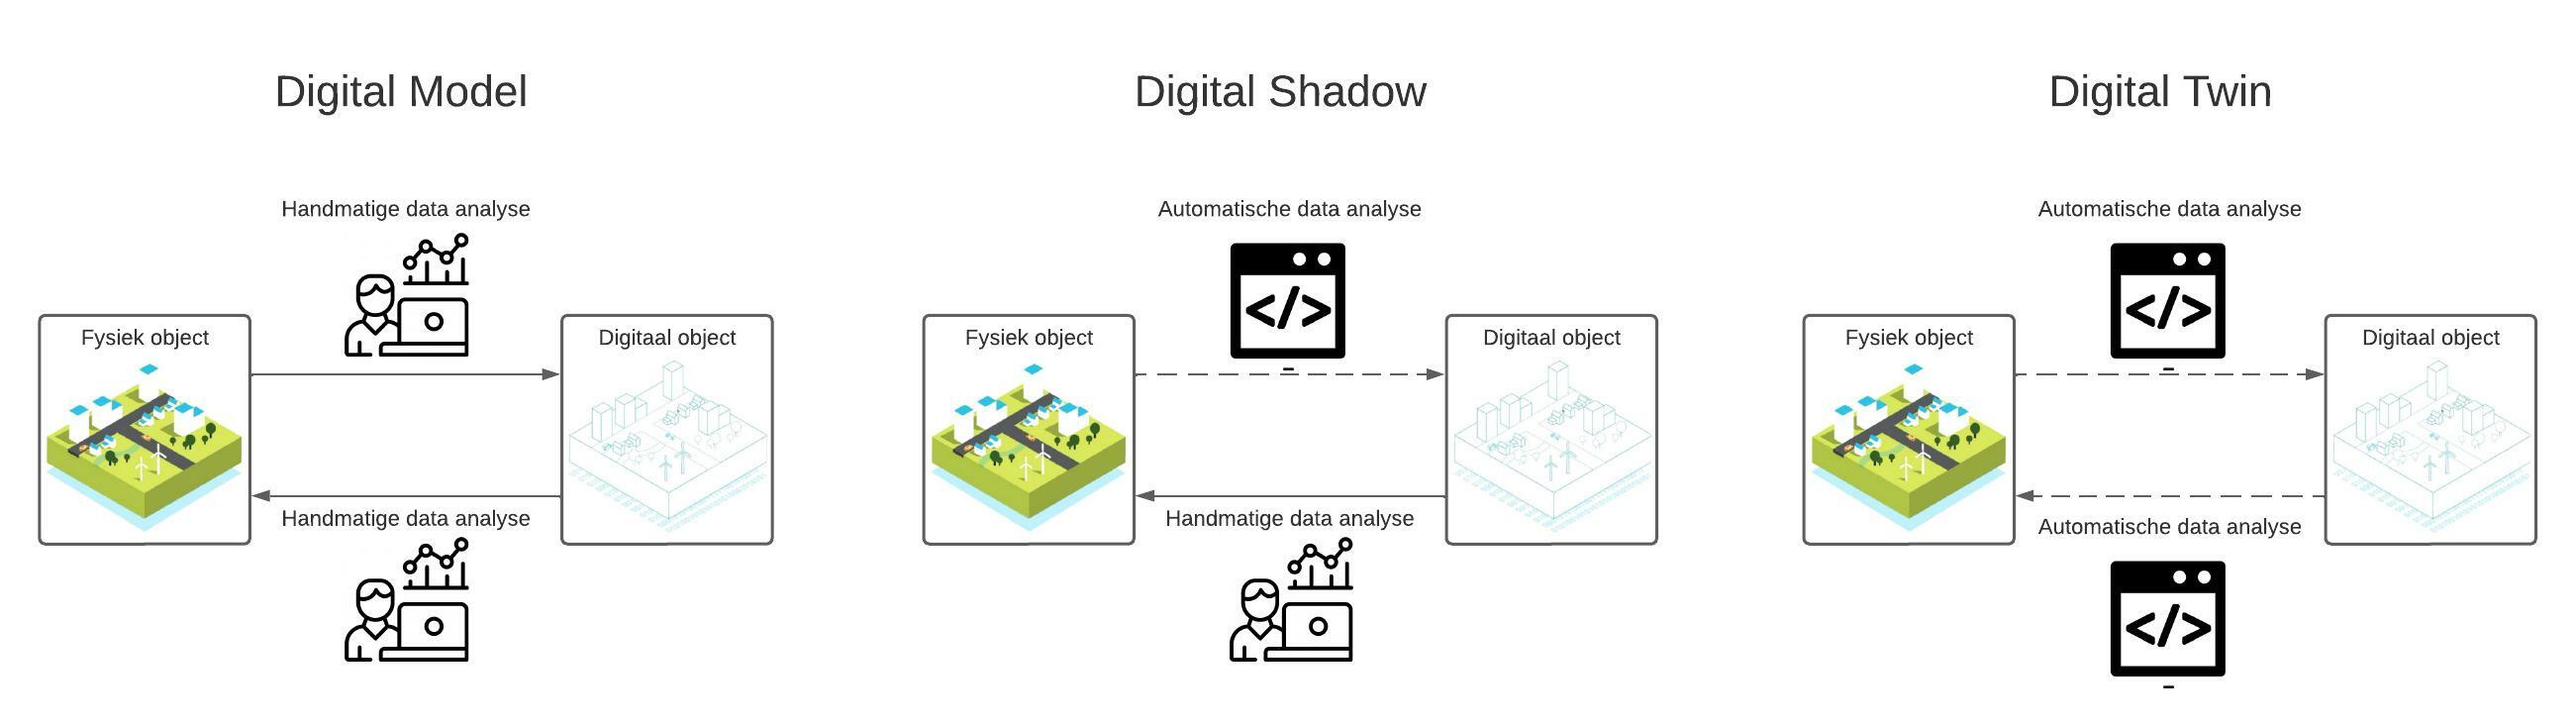 Digital Model
Handmatige data analyse
Fysiek object
Digitaal object
Handmatige data analyse
Digital Shadow
Automatische data analyse
</>
Fysiek object
Digitaal object
Handmatige data analyse
Digital Twin
Automatische data analyse
</>
Fysiek object
Digitaal object
Automatische data analyse
</>